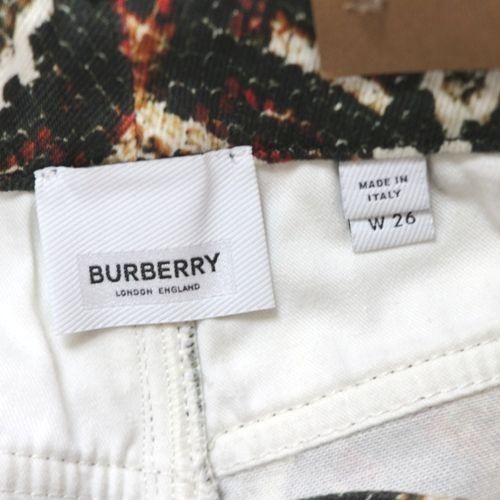 BURBERRY
LONDON ENGLAND
MADE IN
ITALY
W 26